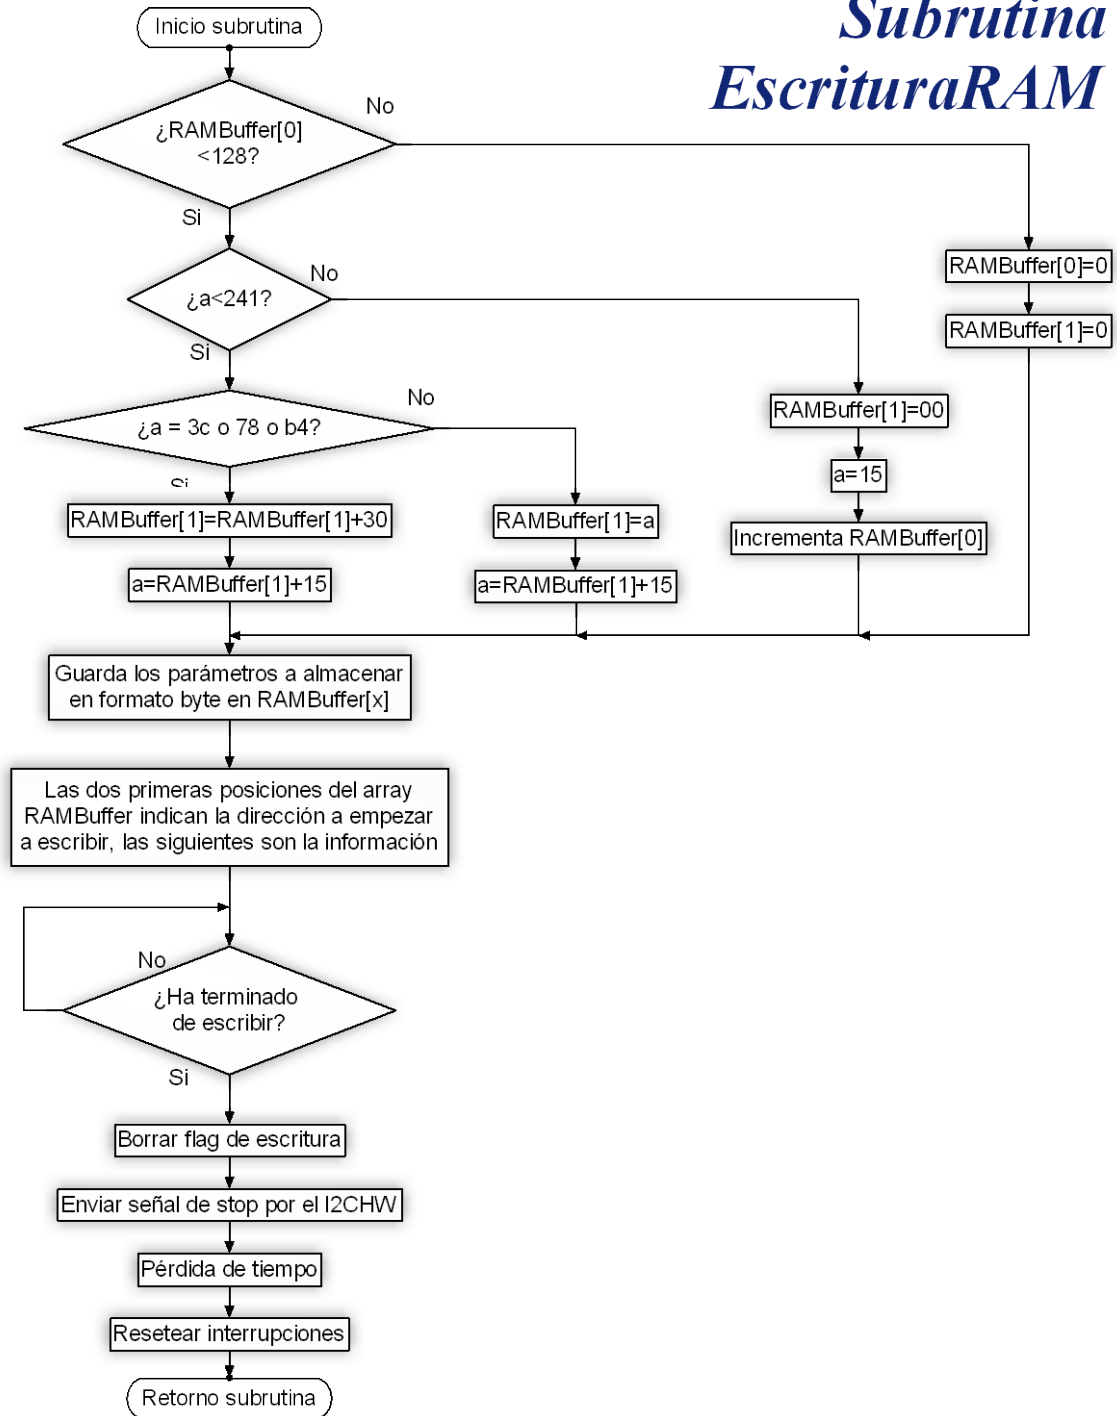 Subrutina
EscrituraRAM
Inicio subrutina
¿RAMBuffer[0]
<128?
No
Si
¿a<241?
No
Si
RAMBuffer[0]=0
RAMBuffer[1]=0
¿a = 3c o 78 o b4?
No
Si
RAMBuffer[1]=00
a=15
Incrementa RAMBuffer[0]
RAMBuffer[1]=RAMBuffer[1]+30
a=RAMBuffer[1]+15
RAMBuffer[1]=a
a=RAMBuffer[1]+15
Guarda los parámetros a almacenar
en formato byte en RAMBuffer[x]
Las dos primeras posiciones del array
RAMBuffer indican la dirección a empezar
a escribir, las siguientes son la información
No
¿Ha terminado
de escribir?
Si
Borrar flag de escritura
Enviar señal de stop por el I2CHW
Pérdida de tiempo
Resetear interrupciones
Retorno subrutina